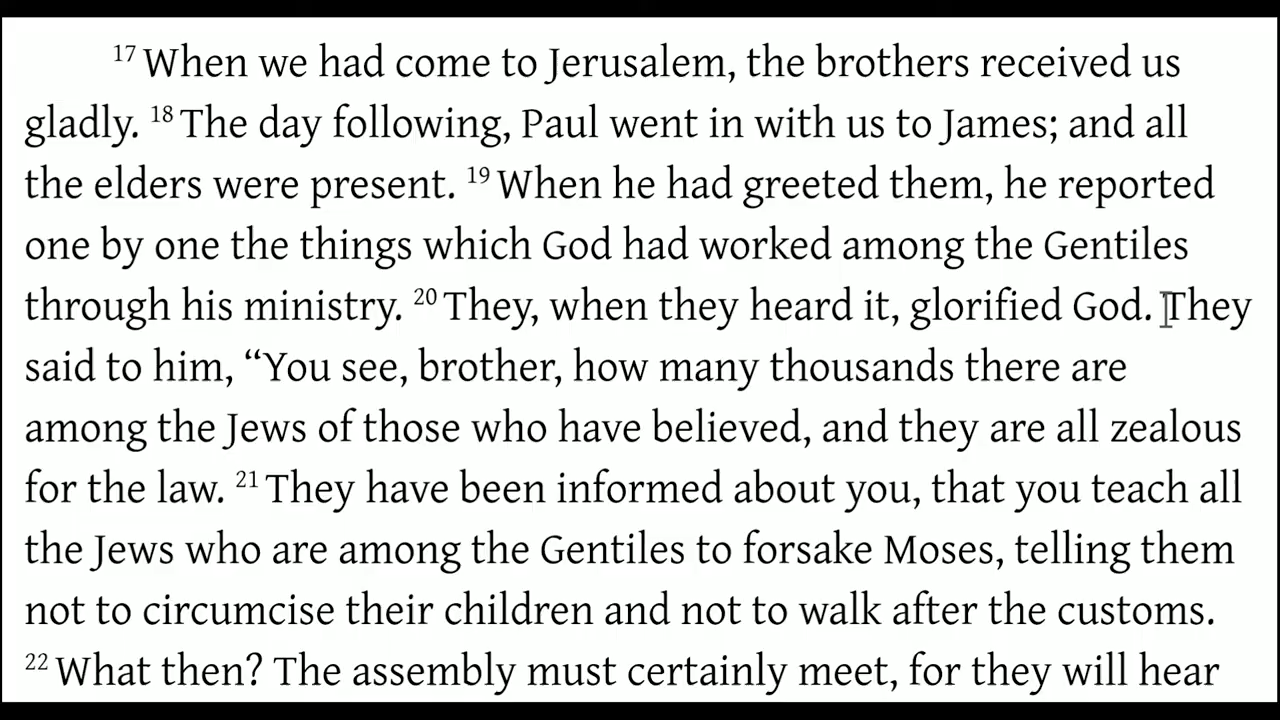 17 When we had come to Jerusalem, the brothers received us
gladly. 18 The day following, Paul went in with us to James; and all
the elders were present. 19 When he had greeted them, he reported
one by one the things which God had worked among the Gentiles
through his ministry. 20 They, when they heard it, glorified God. They
said to him, “You see, brother, how many thousands there are
among the Jews of those who have believed, and they are all zealous
for the law. 21 They have been informed about you, that you teach all
the Jews who are among the Gentiles to forsake Moses, telling them
not to circumcise their children and not to walk after the customs.
22 What then? The assembly must certainly meet, for they will hear